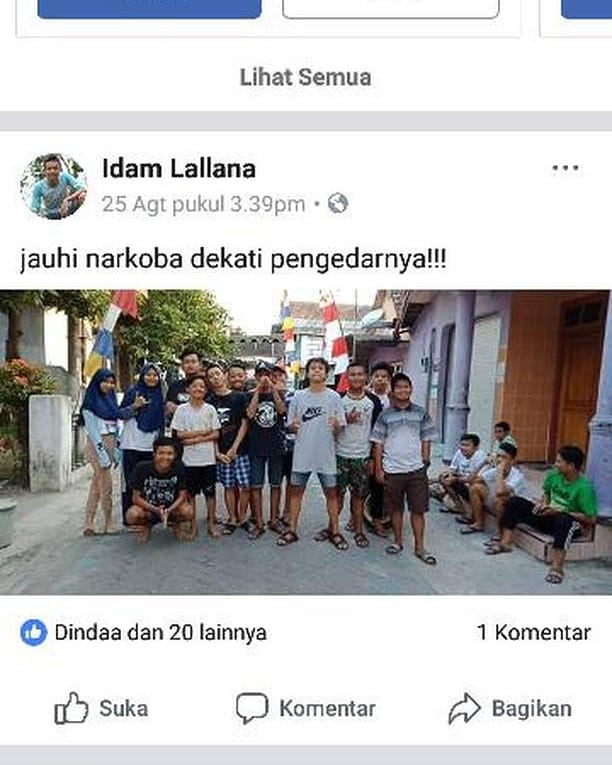 Lihat Semua
Idam Lallana
25 Agt pukul 3.39pm •
jauhi narkoba dekati pengedarnya!!!
Dindaa dan 20 lainnya
1 Komentar
Suka
Komentar
Bagikan